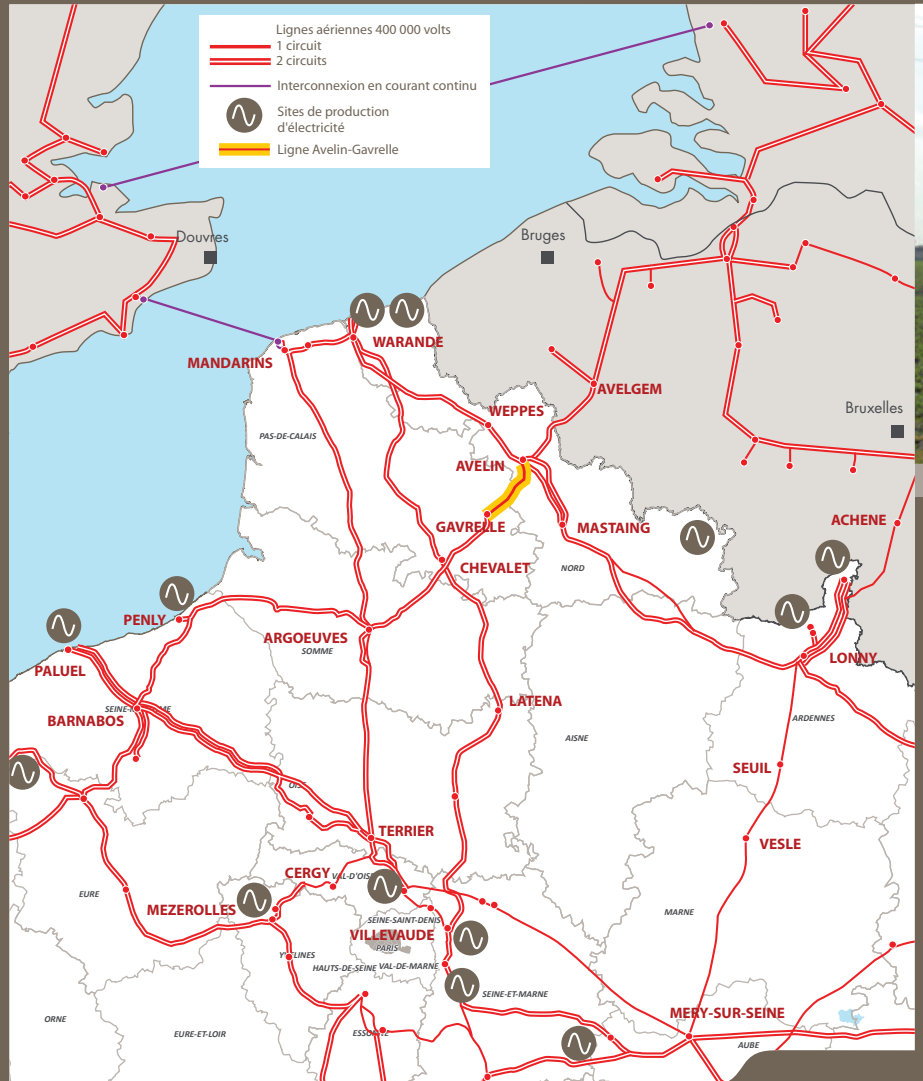 Lignes aériennes 400 000 volts
1 circuit
2 circuits
Interconnexion en courant continu
Sites de production
d'électricité
Ligne Avelin-Gavrelle
Douvres
Bruges
WARANDE
MANDARINS
AVELGEM
WEPPES
Bruxelles
PAS-DE-CALAIS
AVELIN
GAVRELLE
MASTAING
ACHENE
CHEVALET
NORD
PENLY
ARGOEUVES
SOMME
LONNY
PALUEL
LATENA
BARNABOS
ARDENNES
AISNE
SEUIL
OISE
TERRIER
VESLE
CERGY
VAL-D'OISE
EURE
MEZEROLLES
MARNE
SEINE-SAINT-DENIS
VILLEVAUDE
PARIS
YVELINES
HAUTS-DE-SEINE
VAL-DE-MARNE
SEINE-ET-MARNE
MERY-SUR-SEINE
ORNE
EURE-ET-LOIR
ESSONNE
AUBE